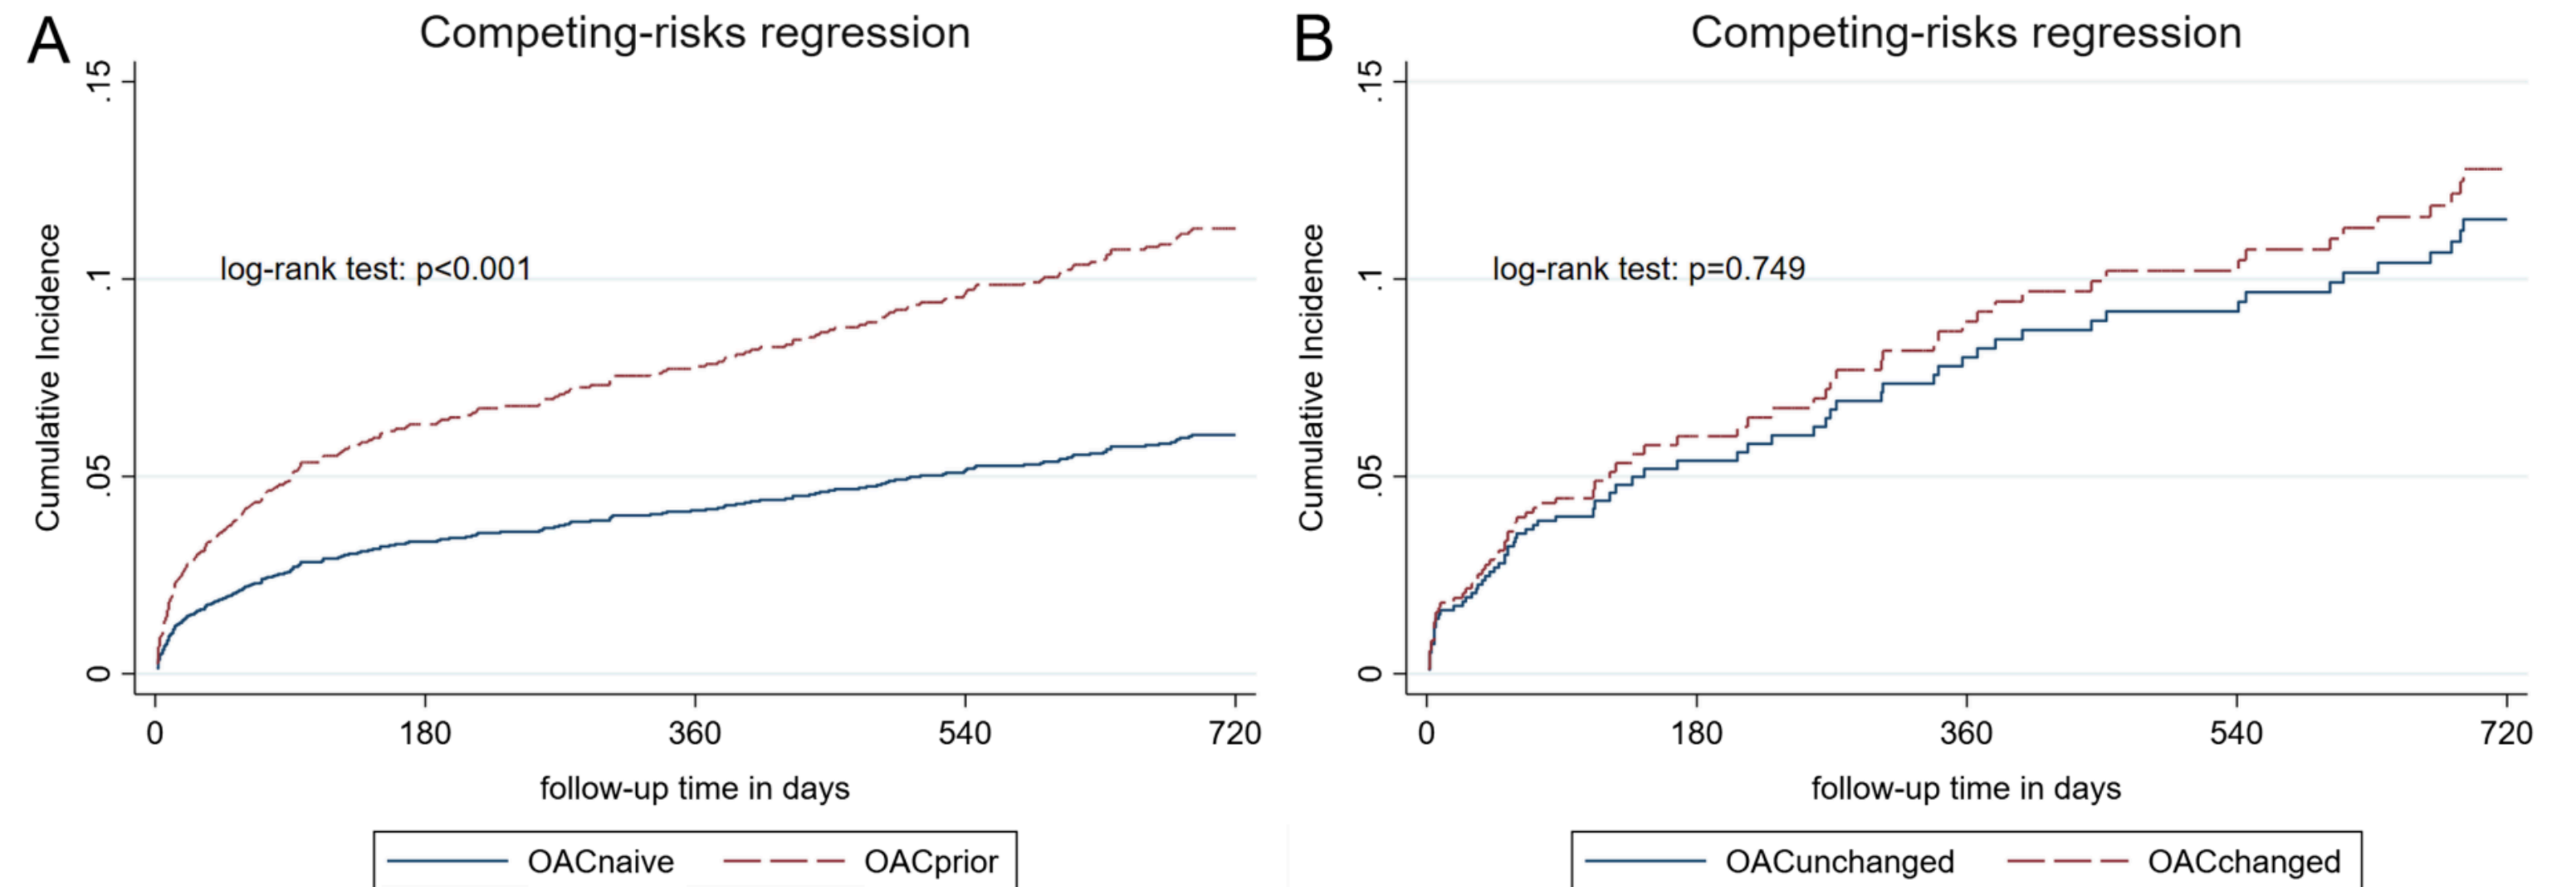 A
Competing-risks regression
.15
.1
.05
0
Cumulative Incidence
log-rank test: p<0.001
0 180 360 540 720
follow-up time in days
OACnaive OACprior
B
Competing-risks regression
.15
.1
.05
0
Cumulative Incidence
log-rank test: p=0.749
0 180 360 540 720
follow-up time in days
OACunchanged OACchanged